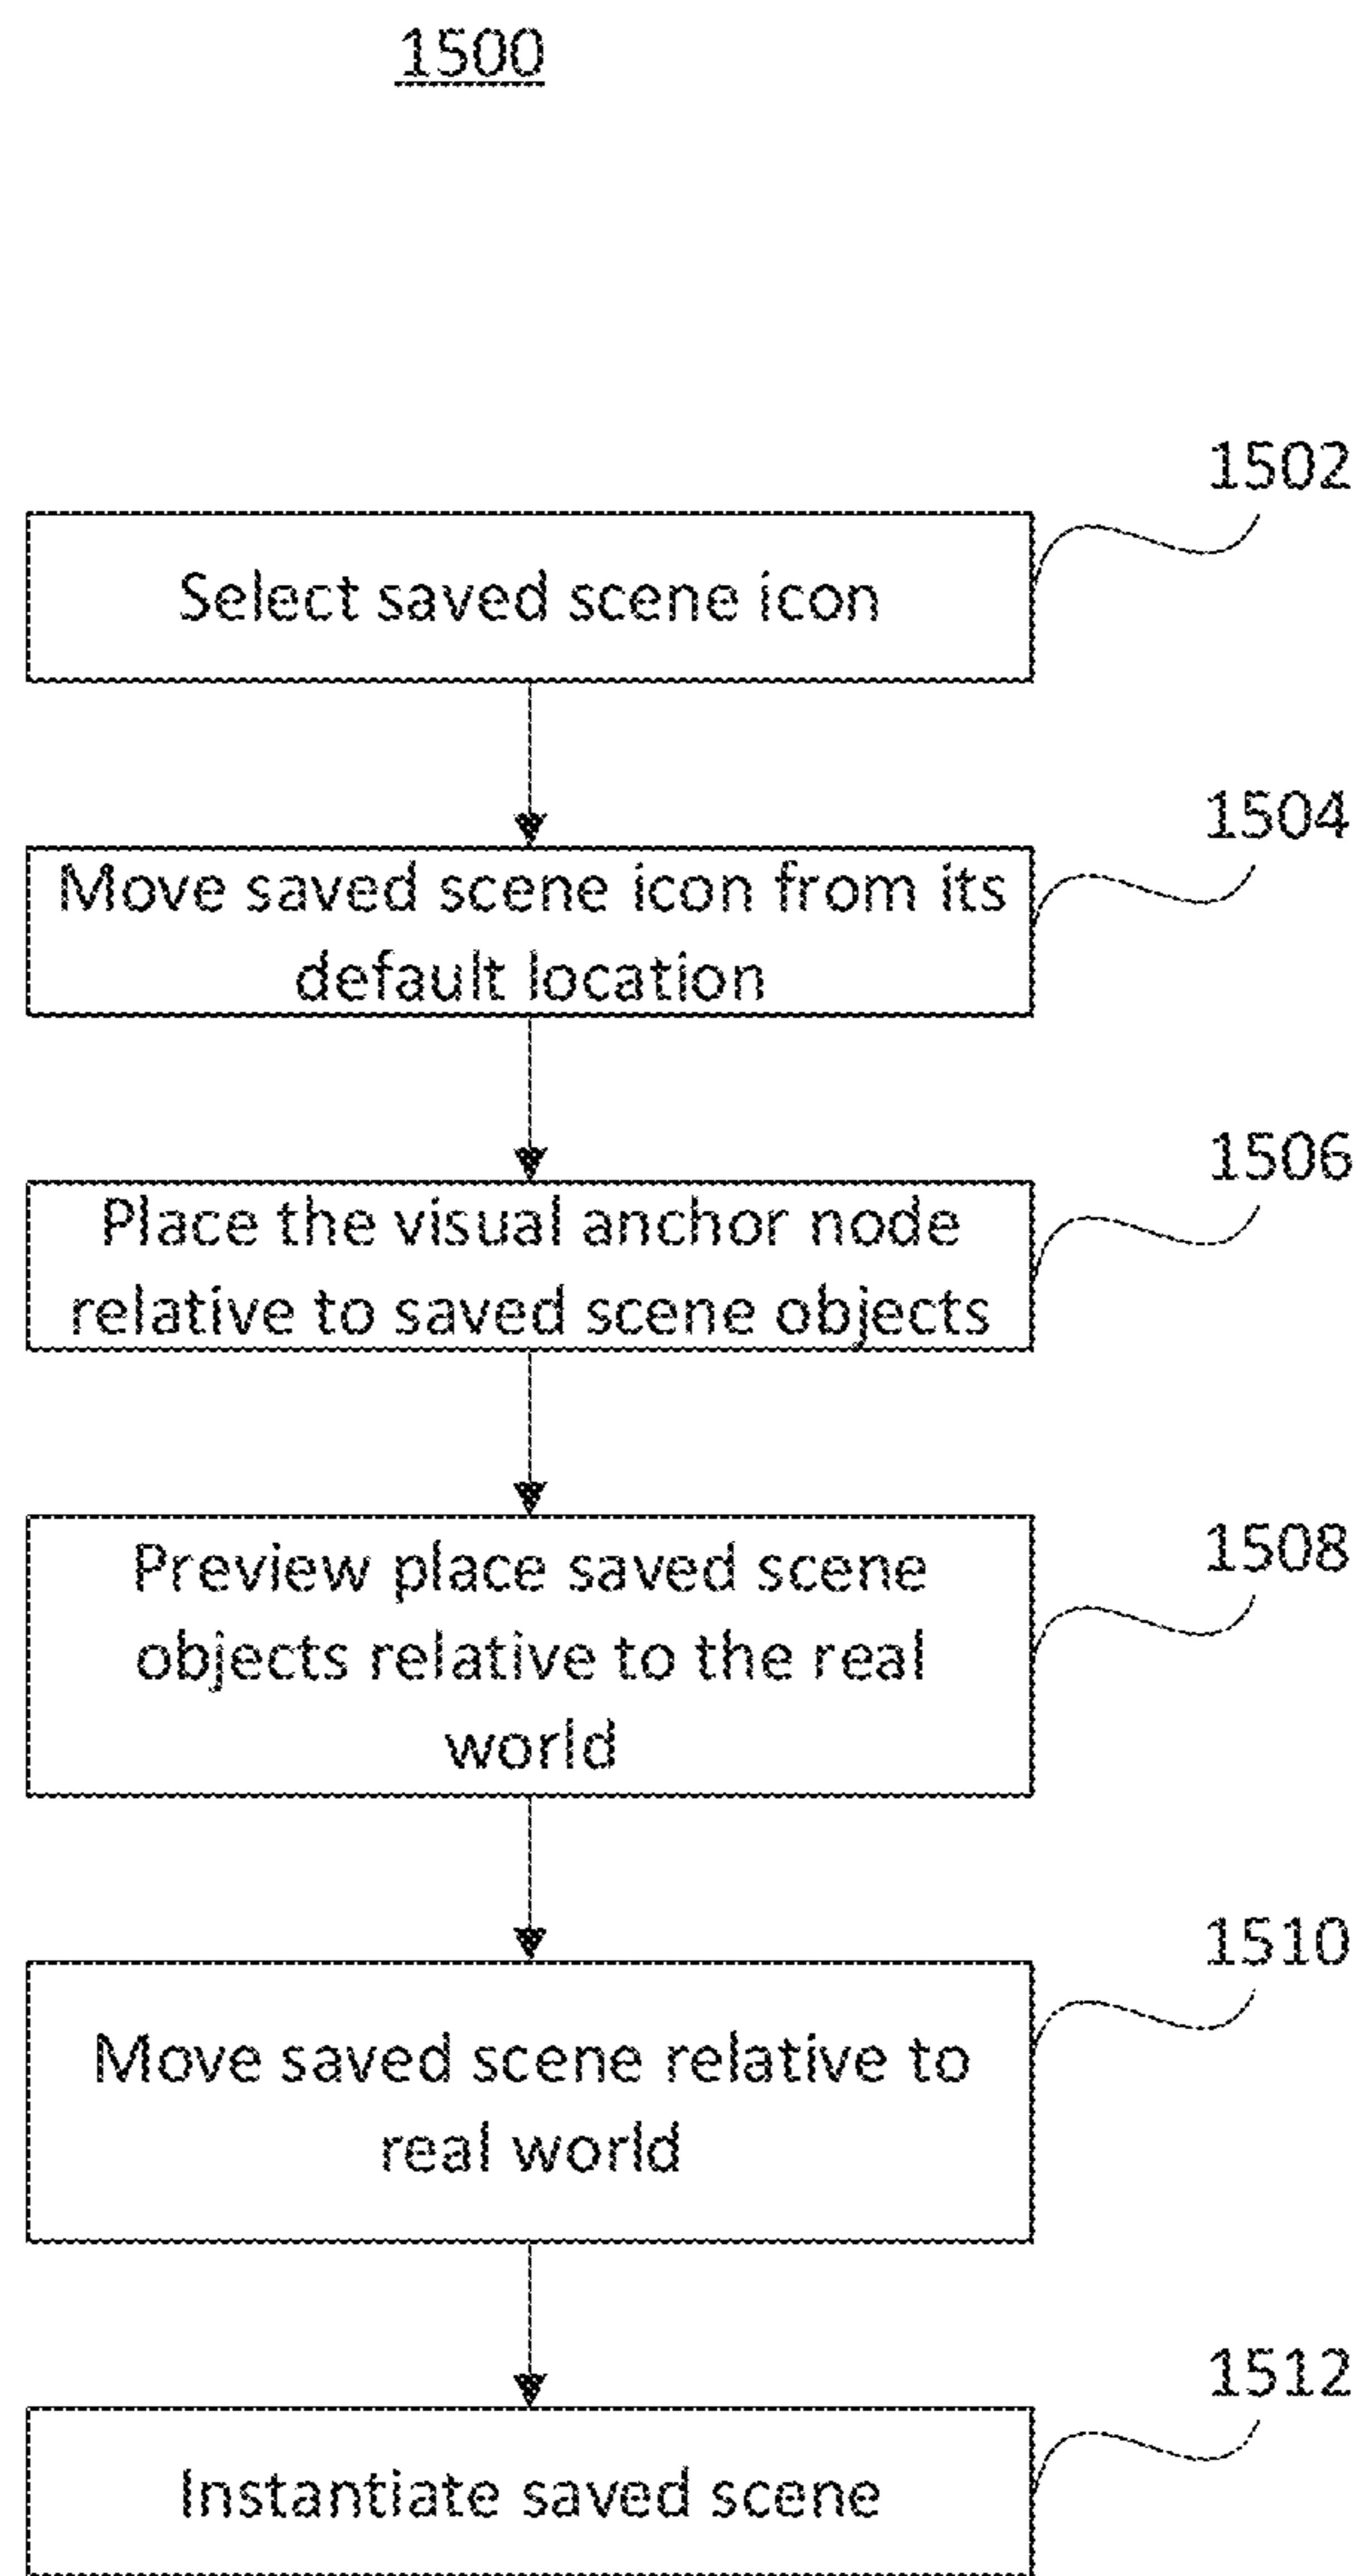 1500
1502
Select saved scene icon
1504
Move saved scene icon from its
default location
1506
Place the visual anchor node
relative to saved scene objects
1508
Preview place saved scene
objects relative to the real
world
1510
Move saved scene relative to
real world
1512
Instantiate saved scene